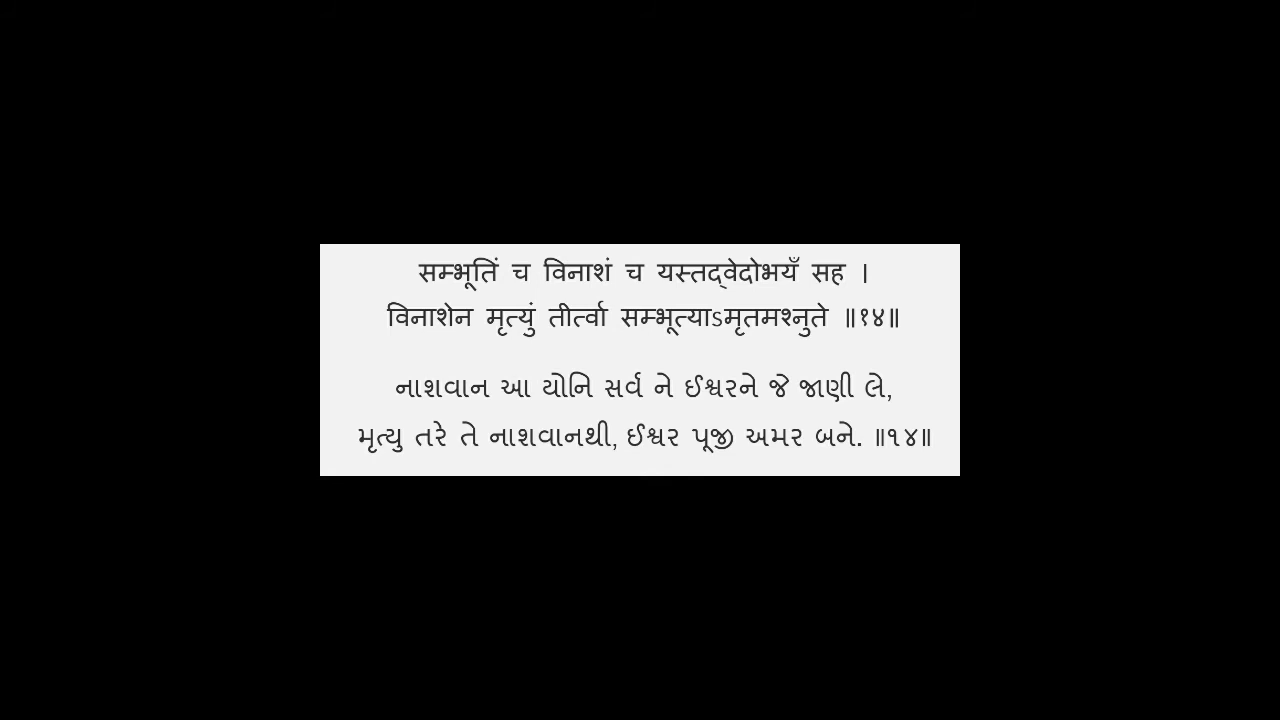 सम्भूतिं च विनाशं च यस्तद्‌वेदोभयँ सह ।
विनाशेन मृत्युं तीर्त्वा सम्भूत्याऽमृतमश्नुते ॥१४॥
નાશવાન આ યોનિ સર્વ ને ઈશ્વરને જે જાણી લે,
મૃત્યુ તરે તે નાશવાનથી, ઈશ્વર પૂજી અમર બને. ॥૧૪॥